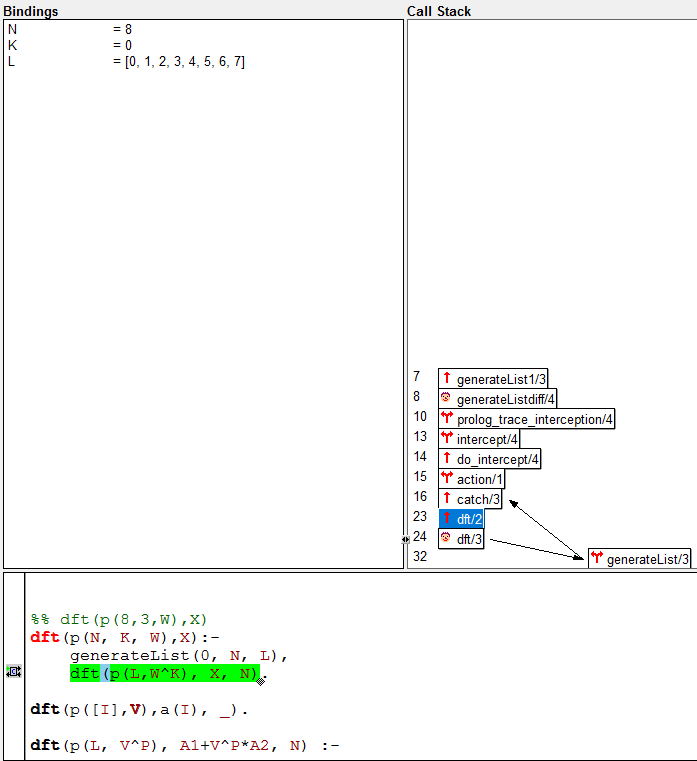 Bindings
N = 8
K = 0
L = [0, 1, 2, 3, 4, 5, 6, 7]
Call Stack
7 generateList1/3
8 generateListdiff/4
10 prolog_trace_interception/4
13 intercept/4
14 do_intercept/4
15 action/1
16 catch/3
23 dft/2
24 dft/3
32 generateList/3
%% dft(p(8,3,W),X)
dft(p(N, K, W),X):-
generateList(0, N, L),
dft(p(L,W^K), X, N).
dft(p([I],V),a(I), _).
dft(p(L, V^P), A1+V^P*A2, N) :-